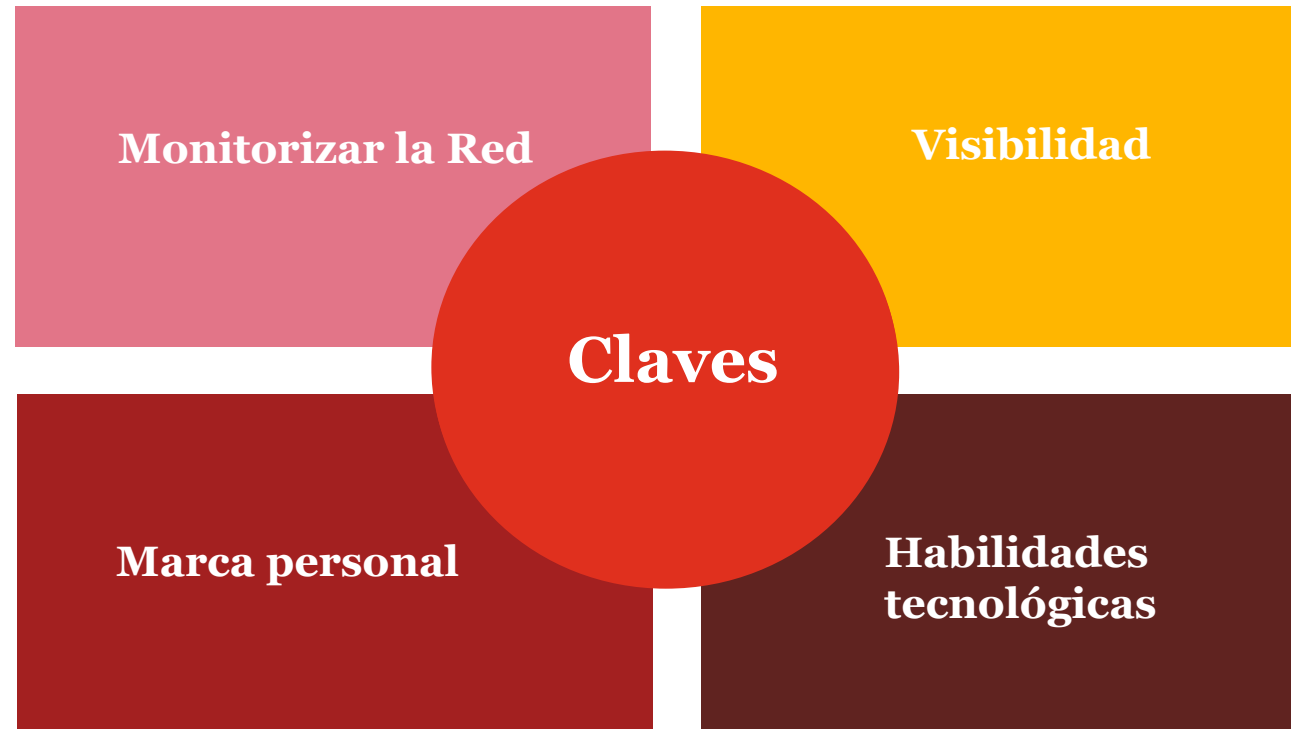 Monitorizar la Red
Visibilidad
Claves
Marca personal
Habilidades
tecnológicas